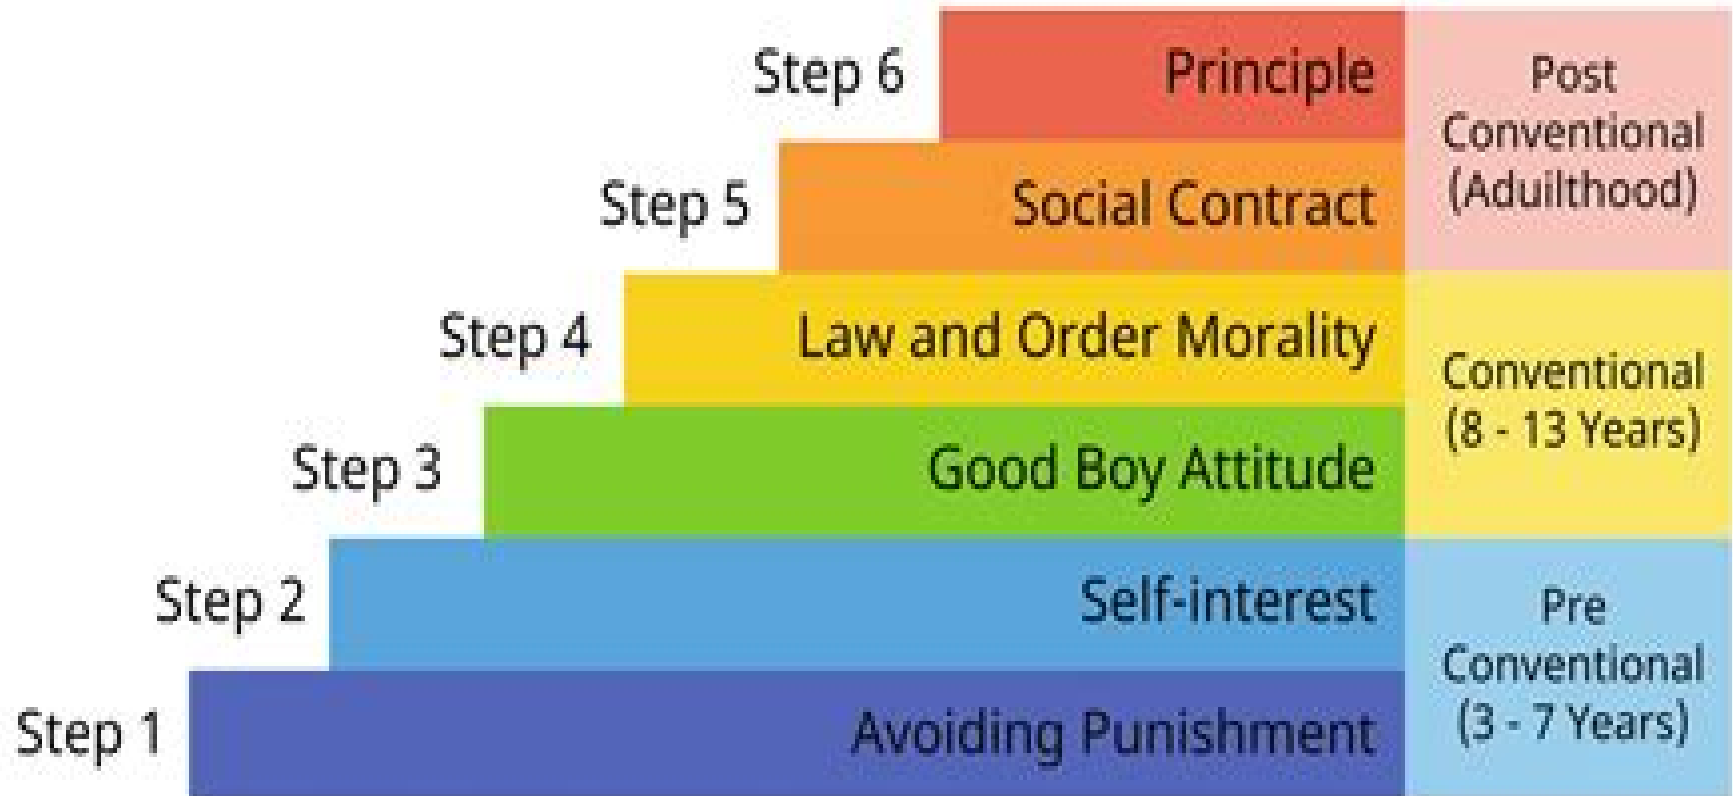 Step 6
Principle
Post
Conventional
(Aduilthood)
Step 5
Social Contract
Step 4
Law and Order Morality
Conventional
(8 - 13 Years)
Step 3
Good Boy Attitude
Step 2
Self-interest
Pre
Conventional
(3 - 7 Years)
Step 1
Avoiding Punishment